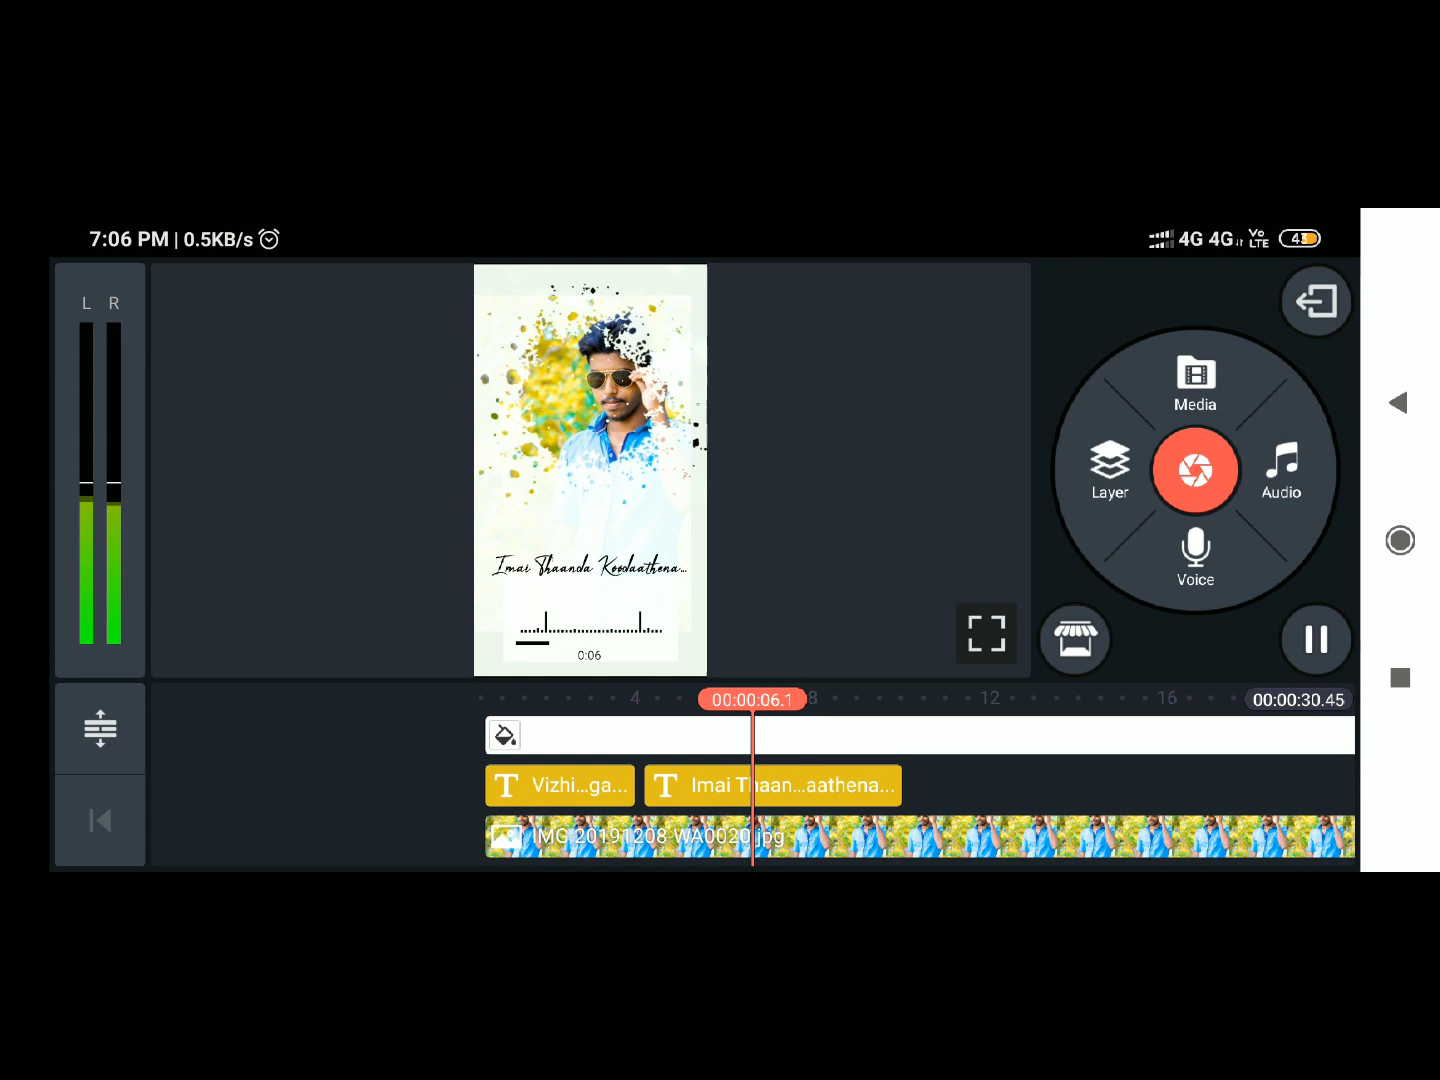 7:06 PM | 0.5KB/s
4G 4G Vo LTE 43
L R
Media
Layer
Audio
Voice
Imai Thaanda Koodaathena...
0:06
4 00:00:06.1 8 12 16 00:00:30.45
T Vizhi...ga...
T Imai Thaan...aathena...
IMG 20191208 WA0020.jpg